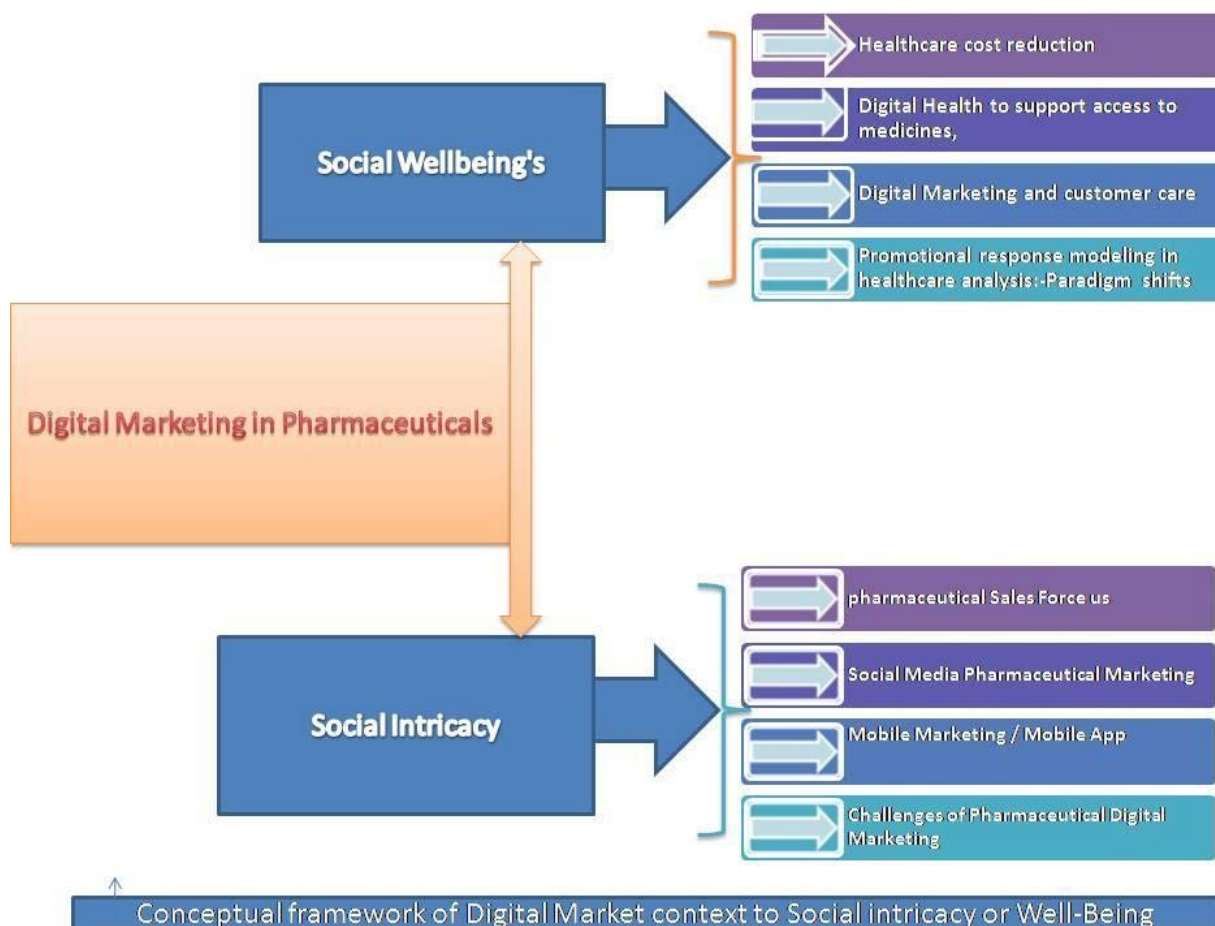 Healthcare cost reduction
Digital Health to support access to
medicines,
Social Wellbeing's
Digital Marketing and customer care
Promotional response modeling in
healthcare analysis:-Paradigm shifts
Digital Marketing in Pharmaceuticals
pharmaceutical Sales Force us
Social Media Pharmaceutical Marketing
Social Intricacy
Mobile Marketing / Mobile App
Challenges of Pharmaceutical Digital
Marketing
Conceptual framework of Digital Market context to Social intricacy or Well-Being